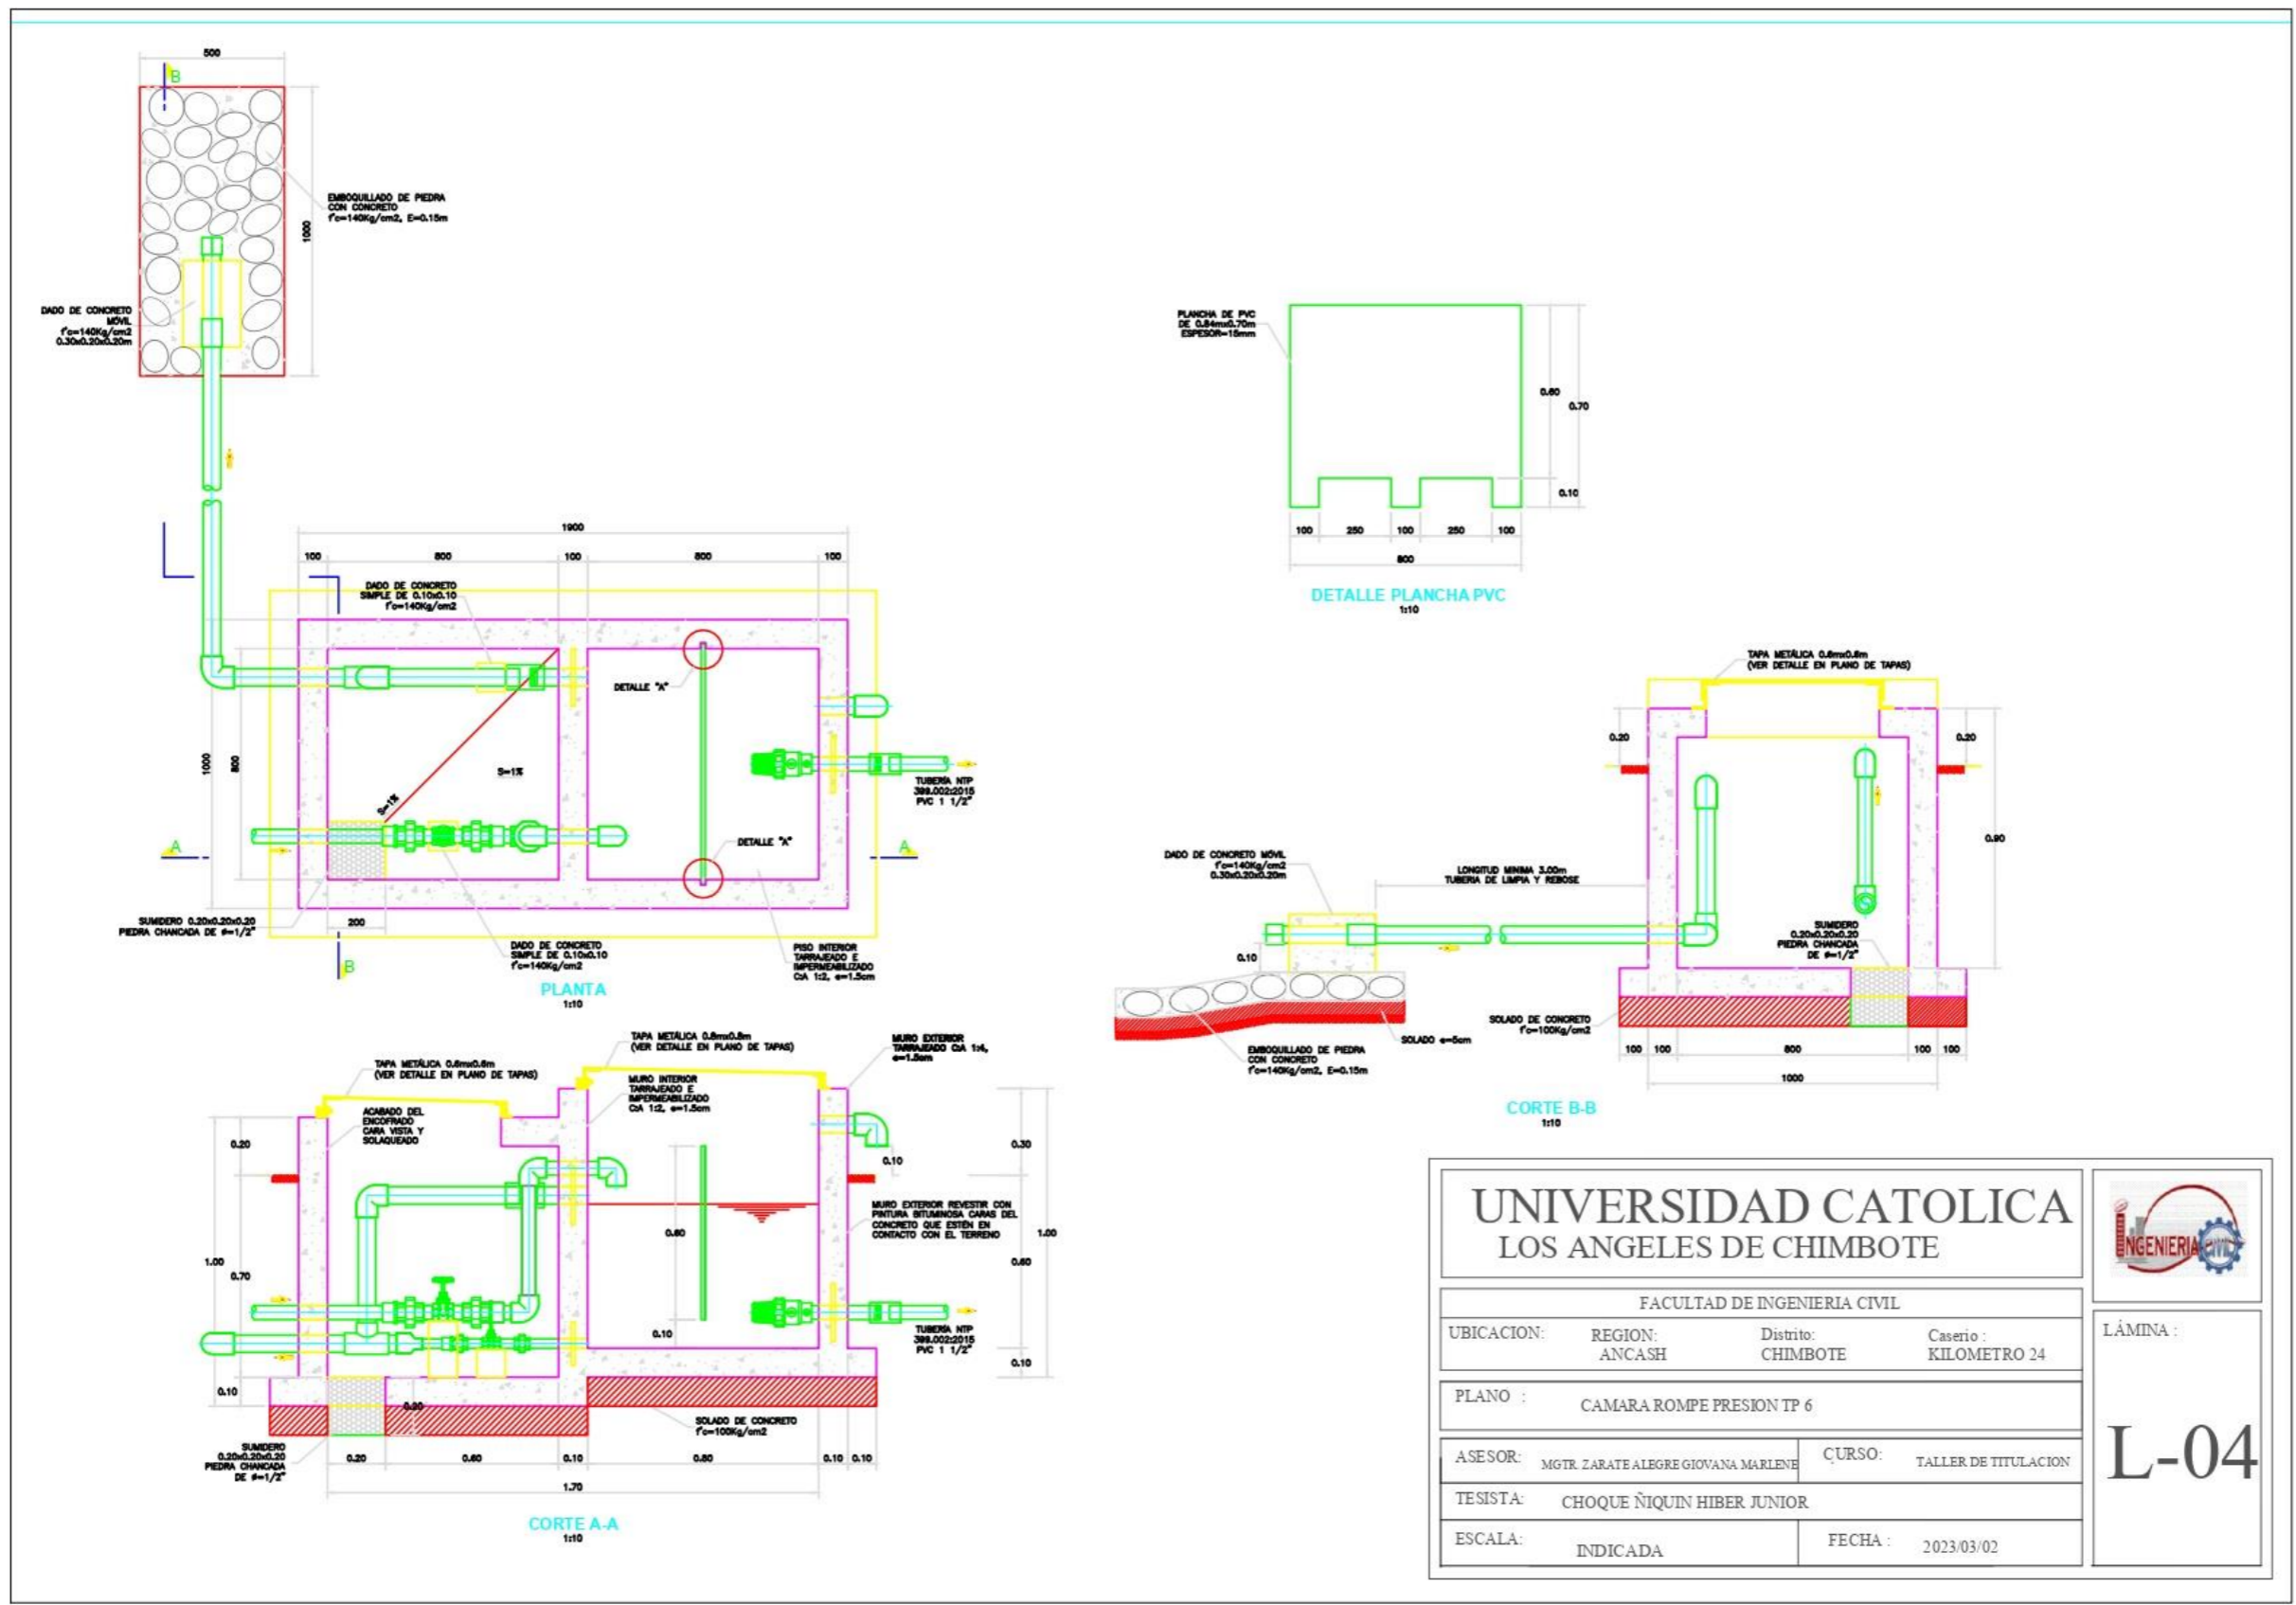 500
B
EMBOQUILLADO DE PIEDRA
CON CONCRETO
f'c=140Kg/cm2, E=0.15m
1000
DADO DE CONCRETO
MÓVIL
f'c=140Kg/cm2
0.30x0.20x0.20m
1900
100
800
100
800
100
DADO DE CONCRETO
SIMPLE DE 0.10x0.10
f'c=140Kg/cm2
DETALLE "A"
1000
800
S=1%
S=1%
TUBERÍA NTP
399.002:2015
PVC 1 1/2"
A
DETALLE "A"
A
SUMIDERO 0.20x0.20x0.20
PIEDRA CHANCADA DE ø=1/2"
200
B
DADO DE CONCRETO
SIMPLE DE 0.10x0.10
f'c=140Kg/cm2
PISO INTERIOR
TARRAJEADO E
IMPERMEABILIZADO
C:A 1:2, e=1.5cm
PLANTA
1:10
PLANCHA DE PVC
DE 0.84mx0.70m
ESPESOR=15mm
0.60
0.70
0.10
100
250
100
250
100
800
DETALLE PLANCHA PVC
1:10
TAPA METÁLICA 0.6mx0.6m
(VER DETALLE EN PLANO DE TAPAS)
0.20
0.20
0.90
DADO DE CONCRETO MÓVIL
f'c=140Kg/cm2
0.30x0.20x0.20m
LONGITUD MINIMA 3.00m
TUBERIA DE LIMPIA Y REBOSE
0.10
SUMIDERO
0.20x0.20x0.20
PIEDRA CHANCADA
DE ø=1/2"
SOLADO DE CONCRETO
f'c=100Kg/cm2
SOLADO e=5cm
EMBOQUILLADO DE PIEDRA
CON CONCRETO
f'c=140Kg/cm2, E=0.15m
100
100
800
100
100
1000
CORTE B-B
1:10
TAPA METÁLICA 0.8mx0.8m
(VER DETALLE EN PLANO DE TAPAS)
MURO EXTERIOR
TARRAJEADO C:A 1:4,
e=1.5cm
TAPA METÁLICA 0.6mx0.6m
(VER DETALLE EN PLANO DE TAPAS)
MURO INTERIOR
TARRAJEADO E
IMPERMEABILIZADO
C:A 1:2, e=1.5cm
ACABADO DEL
ENCOFRADO
CARA VISTA Y
SOLAQUEADO
0.20
0.30
0.10
MURO EXTERIOR REVESTIR CON
PINTURA BITUMINOSA CARAS DEL
CONCRETO QUE ESTÉN EN
CONTACTO CON EL TERRENO
0.60
1.00
1.00
0.70
0.60
0.10
TUBERÍA NTP
399.002:2015
PVC 1 1/2"
0.10
0.10
0.20
SOLADO DE CONCRETO
f'c=100Kg/cm2
SUMIDERO
0.20x0.20x0.20
PIEDRA CHANCADA
DE ø=1/2"
0.20
0.60
0.10
0.80
0.10
0.10
1.70
CORTE A-A
1:10
UNIVERSIDAD CATOLICA
LOS ANGELES DE CHIMBOTE
INGENIERIA CIVIL
FACULTAD DE INGENIERIA CIVIL
UBICACION:
REGION:
ANCASH
Distrito:
CHIMBOTE
Caserio :
KILOMETRO 24
LÁMINA :
PLANO :
CAMARA ROMPE PRESION TP 6
ASESOR:
MGTR. ZARATE ALEGRE GIOVANA MARLENE
CURSO:
TALLER DE TITULACION
L-04
TESISTA:
CHOQUE ÑIQUIN HIBER JUNIOR
ESCALA:
INDICADA
FECHA :
2023/03/02